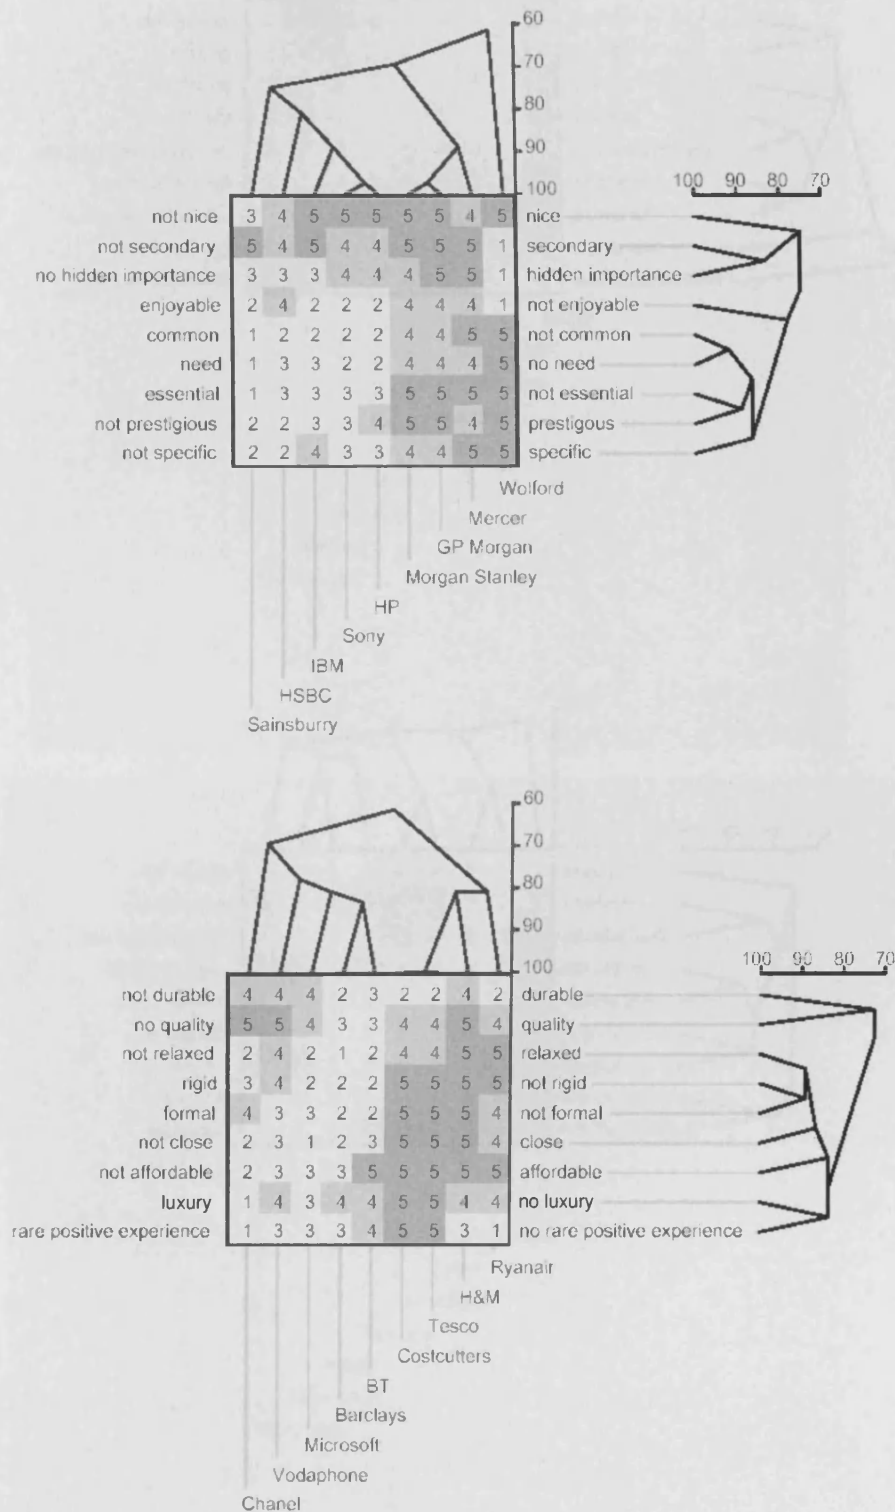 60
70
80
90
100
100 90 80 70
not nice 3 4 5 5 5 5 5 4 5 nice
not secondary 5 4 5 4 4 5 5 5 1 secondary
no hidden importance 3 3 3 4 4 4 5 5 1 hidden importance
enjoyable 2 4 2 2 2 4 4 4 1 not enjoyable
common 1 2 2 2 2 4 4 5 5 not common
need 1 3 3 2 2 4 4 4 5 no need
essential 1 3 3 3 3 5 5 5 5 not essential
not prestigious 2 2 3 3 4 5 5 4 5 prestigous
not specific 2 2 4 3 3 4 4 5 5 specific
Wolford
Mercer
GP Morgan
Morgan Stanley
HP
Sony
IBM
HSBC
Sainsburry
60
70
80
90
100
100 90 80 70
not durable 4 4 4 2 3 2 2 4 2 durable
no quality 5 5 4 3 3 4 4 5 4 quality
not relaxed 2 4 2 1 2 4 4 5 5 relaxed
rigid 3 4 2 2 2 5 5 5 5 not rigid
formal 4 3 3 2 2 5 5 5 4 not formal
not close 2 3 1 2 3 5 5 5 4 close
not affordable 2 3 3 3 5 5 5 5 5 affordable
luxury 1 4 3 4 4 5 5 4 4 no luxury
rare positive experience 1 3 3 3 4 5 5 3 1 no rare positive experience
Ryanair
H&M
Tesco
Costcutters
BT
Barclays
Microsoft
Vodaphone
Chanel